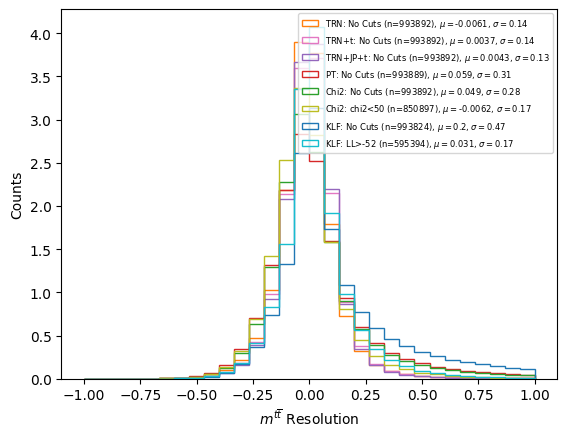 TRN: No Cuts (n=993892), μ=-0.0061, σ=0.14
TRN+t: No Cuts (n=993892), μ=0.0037, σ=0.14
TRN+JP+t: No Cuts (n=993892), μ=0.0043, σ=0.13
PT: No Cuts (n=993889), μ=0.059, σ=0.31
Chi2: No Cuts (n=993892), μ=0.049, σ=0.28
Chi2: chi2<50 (n=850897), μ=-0.0062, σ=0.17
KLF: No Cuts (n=993824), μ=0.2, σ=0.47
KLF: LL>-52 (n=595394), μ=0.031, σ=0.17
Counts
4.0
3.5
3.0
2.5
2.0
1.5
1.0
0.5
0.0
−1.00 −0.75 −0.50 −0.25 0.00 0.25 0.50 0.75 1.00
m^{tt̄} Resolution